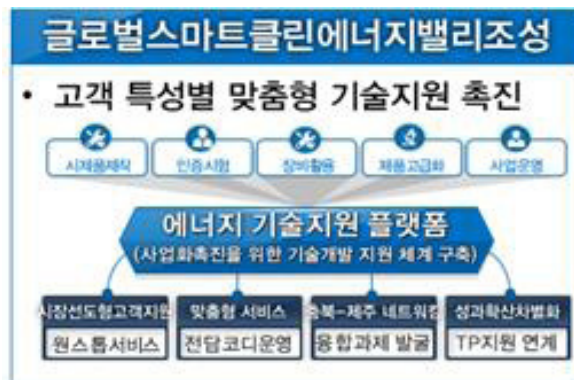 글로벌스마트클린에너지밸리조성
• 고객 특성별 맞춤형 기술지원 촉진
시제품제작 인증시험 장비활용 제품고급화 사업운영
에너지 기술지원 플랫폼
(사업화촉진을 위한 기술개발 지원 체계 구축)
시장선도형고객지원 맞춤형 서비스 충북-제주 네트워킹 성과확산차별화
원스톱서비스 전담코디운영 융합과제 발굴 TP지원 연계